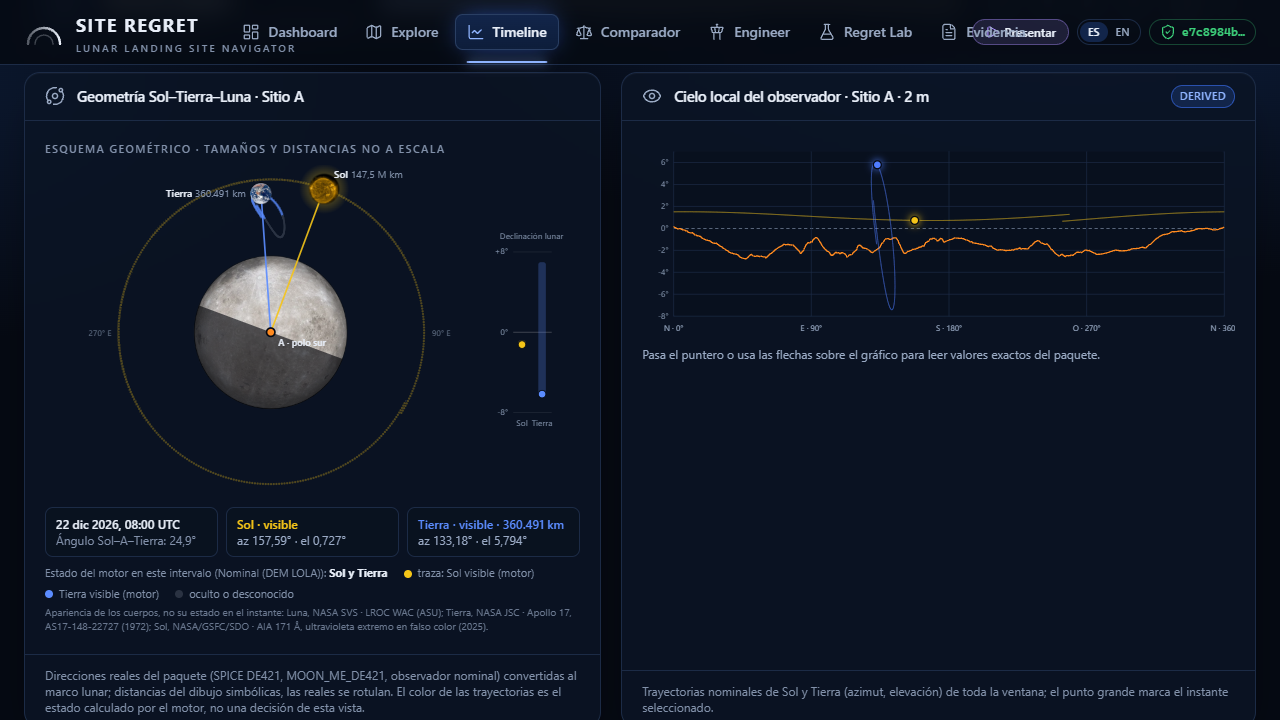 SITE REGRET
LUNAR LANDING SITE NAVIGATOR
Dashboard
Explore
Timeline
Comparador
Engineer
Regret Lab
Presentar
ES
EN
e7c8984b…
Geometría Sol–Tierra–Luna · Sitio A
ESQUEMA GEOMÉTRICO · TAMAÑOS Y DISTANCIAS NO A ESCALA
Sol 147,5 M km
Tierra 360.491 km
Declinación lunar
+8°
0°
-8°
Sol Tierra
270° E
90° E
A · polo sur
22 dic 2026, 08:00 UTC
Ángulo Sol–A–Tierra: 24,9°
Sol · visible
az 157,59° · el 0,727°
Tierra · visible · 360.491 km
az 133,18° · el 5,794°
Estado del motor en este intervalo (Nominal (DEM LOLA)): Sol y Tierra
traza: Sol visible (motor)
Tierra visible (motor)
oculto o desconocido
Apariencia de los cuerpos, no su estado en el instante: Luna, NASA SVS · LROC WAC (ASU); Tierra, NASA JSC · Apollo 17,
AS17-148-22727 (1972); Sol, NASA/GSFC/SDO · AIA 171 Å, ultravioleta extremo en falso color (2025).
Direcciones reales del paquete (SPICE DE421, MOON_ME_DE421, observador nominal) convertidas al
marco lunar; distancias del dibujo simbólicas, las reales se rotulan. El color de las trayectorias es el
estado calculado por el motor, no una decisión de esta vista.
Cielo local del observador · Sitio A · 2 m
DERIVED
6°
4°
2°
0°
-2°
-4°
-6°
-8°
N · 0°
E · 90°
S · 180°
O · 270°
N · 360
Pasa el puntero o usa las flechas sobre el gráfico para leer valores exactos del paquete.
Trayectorias nominales de Sol y Tierra (azimut, elevación) de toda la ventana; el punto grande marca el instante
seleccionado.